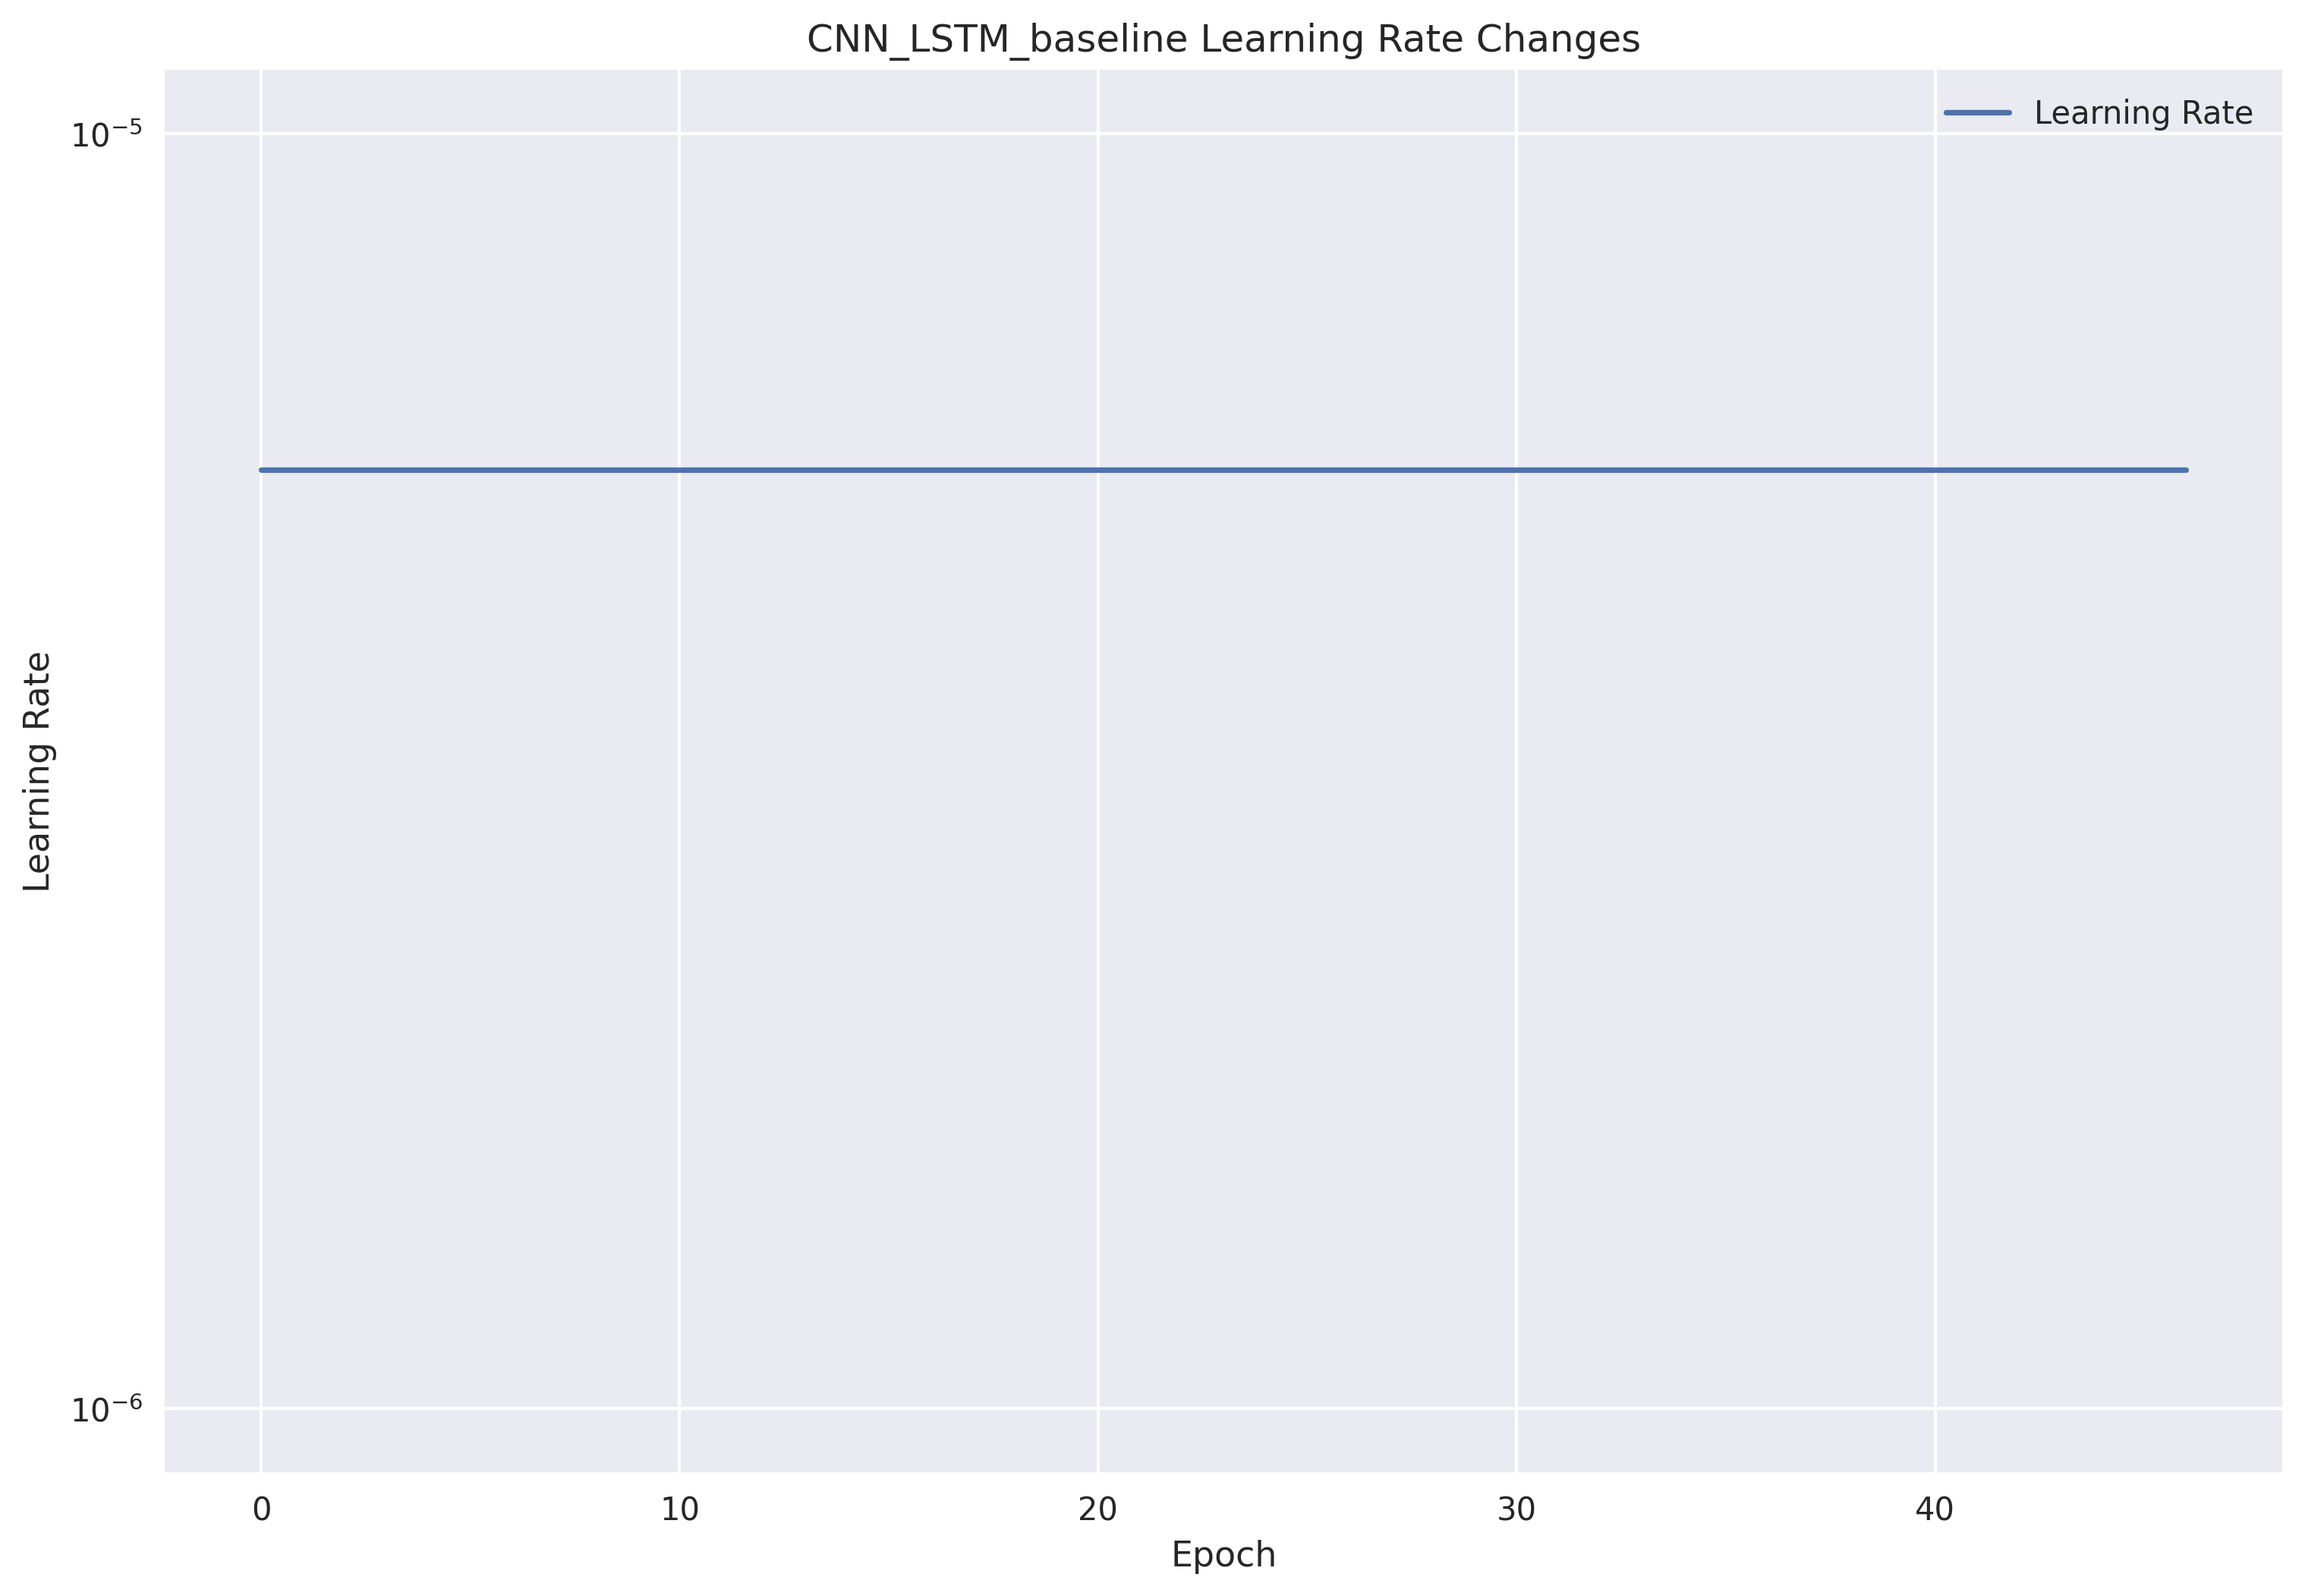 CNN_LSTM_baseline Learning Rate Changes
Learning Rate
10⁻⁵
Learning Rate
10⁻⁶
0 10 20 30 40
Epoch